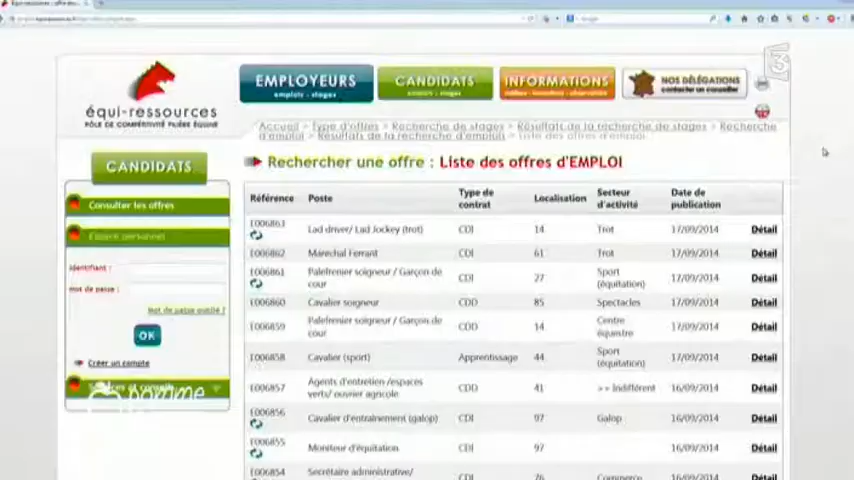 3
EMPLOYEURS
emplois - stages
CANDIDATS
emplois - stages
INFORMATIONS
NOS DÉLÉGATIONS
contacter un conseiller
équi-ressources
PÔLE DE COMPÉTITIVITÉ FILIÈRE ÉQUINE
Accueil > Type d'offres > Recherche de stages > Résultats de la recherche de stages > Recherche
d'emploi > Résultats de la recherche d'emplois > Liste des offres d'emploi
CANDIDATS
Consulter les offres
Espace personnel
Identifiant :
mot de passe :
Mot de passe oublié ?
OK
Créer un compte
Services et conseils
pomme
Rechercher une offre : Liste des offres d'EMPLOI
Référence Poste Type de contrat Localisation Secteur d'activité Date de publication
E006863 Lad driver/ Lad Jockey (trot) CDI 14 Trot 17/09/2014 Détail
E006862 Maréchal Ferrant CDI 61 Trot 17/09/2014 Détail
E006861 Palefrenier soigneur / Garçon de cour CDI 27 Sport (équitation) 17/09/2014 Détail
E006860 Cavalier soigneur CDD 85 Spectacles 17/09/2014 Détail
E006859 Palefrenier soigneur / Garçon de cour CDD 14 Centre équestre 17/09/2014 Détail
E006858 Cavalier (sport) Apprentissage 44 Sport (équitation) 17/09/2014 Détail
E006857 Agents d'entretien /espaces verts/ ouvrier agricole CDD 41 >> Indifférent 16/09/2014 Détail
E006856 Cavalier d'entraînement (galop) CDI 97 Galop 16/09/2014 Détail
E006855 Moniteur d'équitation CDI 97 16/09/2014 Détail
E006854 Secrétaire administrative/ CDI 76 Commerce 16/09/2014 Détail